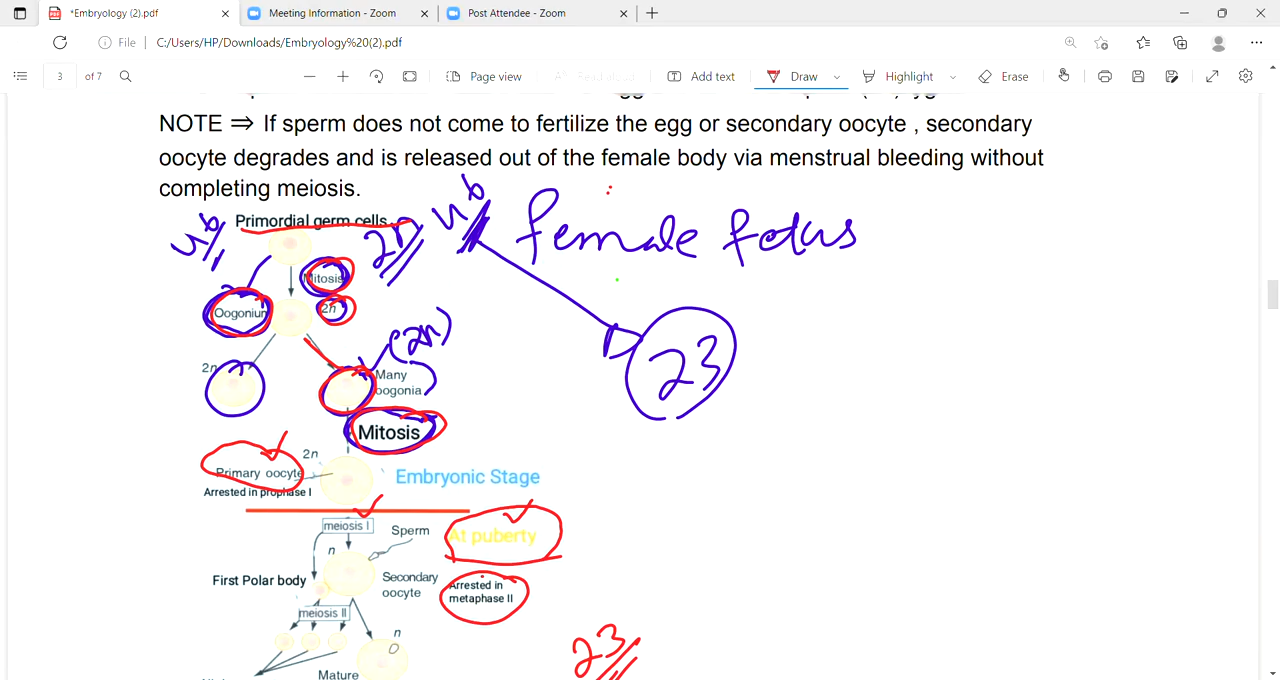 *Embryology (2).pdf
Meeting Information - Zoom
Post Attendee - Zoom
File
C:/Users/HP/Downloads/Embryology%20(2).pdf
3 of 7
Page view
Read aloud
Add text
Draw
Highlight
Erase
NOTE ⇒ If sperm does not come to fertilize the egg or secondary oocyte , secondary
oocyte degrades and is released out of the female body via menstrual bleeding without
completing meiosis.
Primordial germ cells
46
46
2n
female fetus
Mitosis
Oogonium
2n
(2n)
23
2n
Many
oogonia
Mitosis
2n
Primary oocyte
Arrested in prophase I
Embryonic Stage
meiosis I
Sperm
At puberty
n
First Polar body
Secondary
oocyte
Arrested in
metaphase II
meiosis II
n
23
Mature